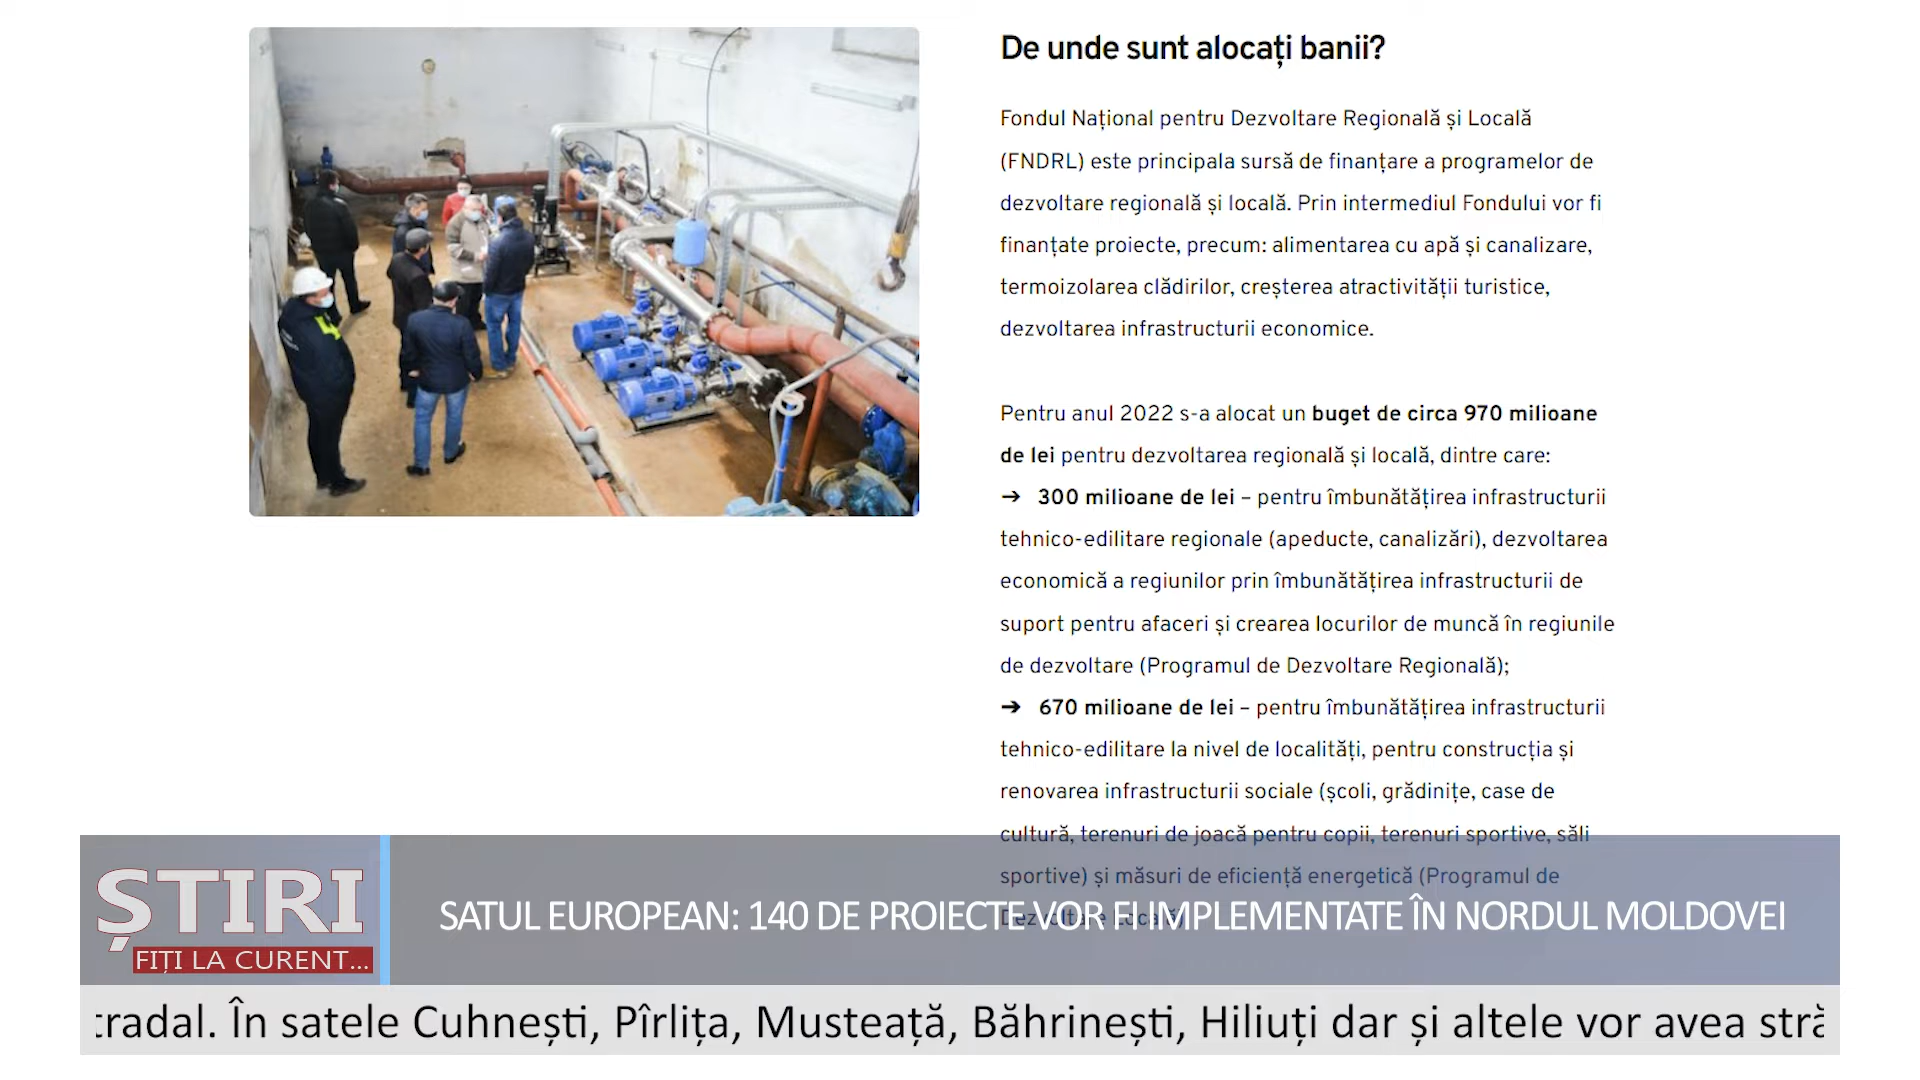 De unde sunt alocați banii?
Fondul Național pentru Dezvoltare Regională și Locală
(FNDRL) este principala sursă de finanțare a programelor de
dezvoltare regională și locală. Prin intermediul Fondului vor fi
finanțate proiecte, precum: alimentarea cu apă și canalizare,
termoizolarea clădirilor, creșterea atractivității turistice,
dezvoltarea infrastructurii economice.
Pentru anul 2022 s-a alocat un buget de circa 970 milioane
de lei pentru dezvoltarea regională și locală, dintre care:
➔ 300 milioane de lei – pentru îmbunătățirea infrastructurii
tehnico-edilitare regionale (apeducte, canalizări), dezvoltarea
economică a regiunilor prin îmbunătățirea infrastructurii de
suport pentru afaceri și crearea locurilor de muncă în regiunile
de dezvoltare (Programul de Dezvoltare Regională);
➔ 670 milioane de lei – pentru îmbunătățirea infrastructurii
tehnico-edilitare la nivel de localități, pentru construcția și
renovarea infrastructurii sociale (școli, grădinițe, case de
cultură, terenuri de joacă pentru copii, terenuri sportive, săli
sportive) și măsuri de eficiență energetică (Programul de
Dezvoltare Locală)
ȘTIRI
FIȚI LA CURENT...
SATUL EUROPEAN: 140 DE PROIECTE VOR FI IMPLEMENTATE ÎN NORDUL MOLDOVEI
tradal. În satele Cuhnești, Pîrlița, Musteață, Băhrinești, Hiliuți dar și altele vor avea stră